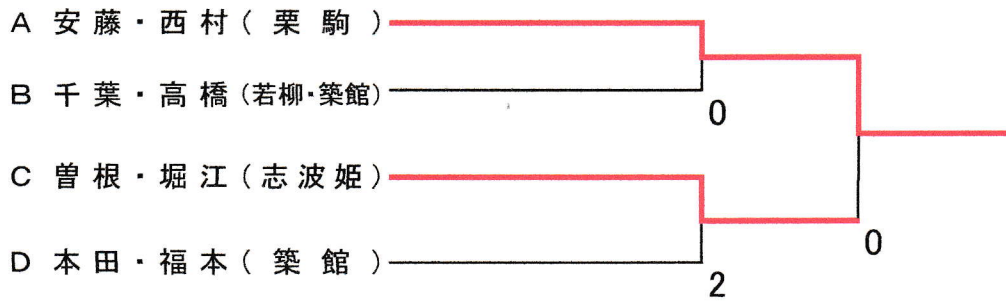 A 安藤・西村(栗駒)
B 千葉・高橋(若柳・築館)
0
C 曽根・堀江(志波姫)
0
D 本田・福本(築館)
2